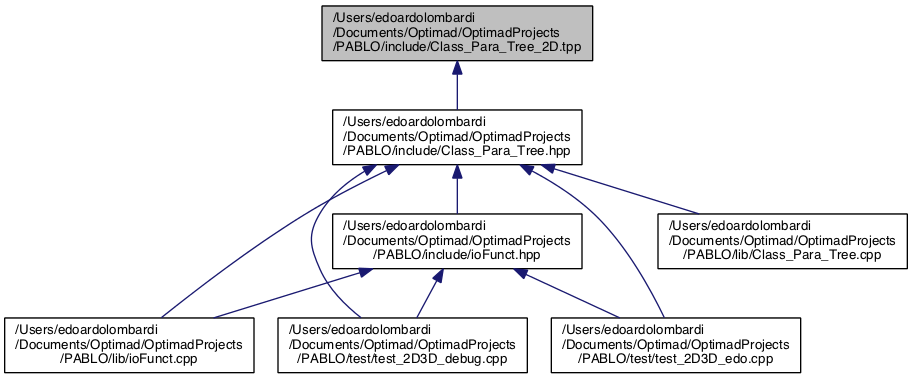 /Users/edoardolombardi
/Documents/Optimad/OptimadProjects
/PABLO/include/Class_Para_Tree_2D.tpp
/Users/edoardolombardi
/Documents/Optimad/OptimadProjects
/PABLO/include/Class_Para_Tree.hpp
/Users/edoardolombardi
/Documents/Optimad/OptimadProjects
/PABLO/include/ioFunct.hpp
/Users/edoardolombardi
/Documents/Optimad/OptimadProjects
/PABLO/lib/Class_Para_Tree.cpp
/Users/edoardolombardi
/Documents/Optimad/OptimadProjects
/PABLO/lib/ioFunct.cpp
/Users/edoardolombardi
/Documents/Optimad/OptimadProjects
/PABLO/test/test_2D3D_debug.cpp
/Users/edoardolombardi
/Documents/Optimad/OptimadProjects
/PABLO/test/test_2D3D_edo.cpp